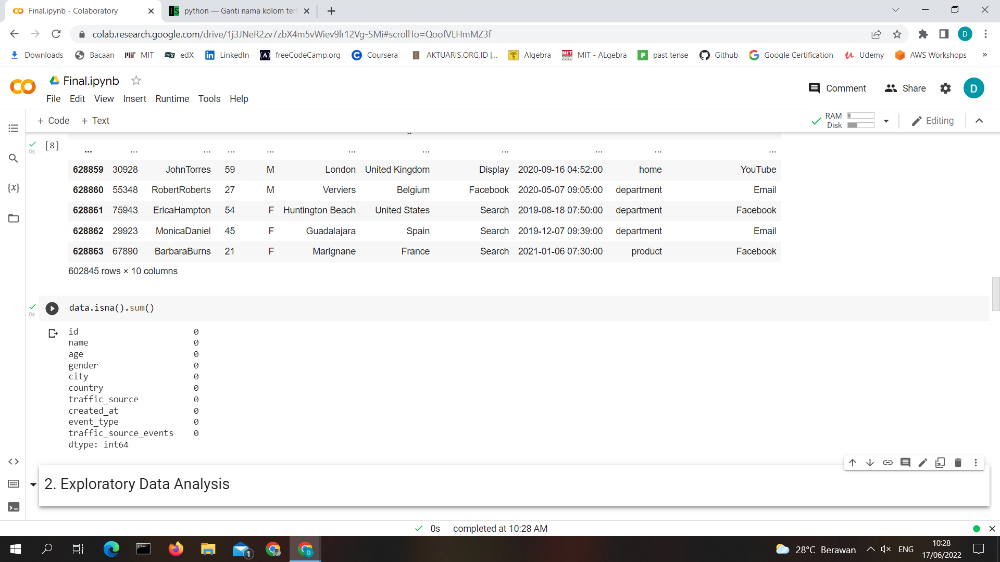 Final.ipynb - Colaboratory
python — Ganti nama kolom tert
colab.research.google.com/drive/1j3JNeR2zv7zbX4m5vWiev9lr12Vg-SMi#scrollTo=QoofVLHmMZ3f
D
Downloads Bacaan MIT edX LinkedIn freeCodeCamp.org Coursera AKTUARIS.ORG.ID |... Algebra MIT - ALgebra past tense Github Google Certification Udemy AWS Workshops »
Final.ipynb
File Edit View Insert Runtime Tools Help
Comment Share D
+ Code + Text
RAM
Disk
Editing
[8]
0s
... ... ... ... ... ... ... ... ... ... ...
628859 30928 JohnTorres 59 M London United Kingdom Display 2020-09-16 04:52:00 home YouTube
628860 55348 RobertRoberts 27 M Verviers Belgium Facebook 2020-05-07 09:05:00 department Email
628861 75943 EricaHampton 54 F Huntington Beach United States Search 2019-08-18 07:50:00 department Facebook
628862 29923 MonicaDaniel 45 F Guadalajara Spain Search 2019-12-07 09:39:00 department Email
628863 67890 BarbaraBurns 21 F Marignane France Search 2021-01-06 07:30:00 product Facebook
602845 rows × 10 columns
0s
data.isna().sum()
id 0
name 0
age 0
gender 0
city 0
country 0
traffic_source 0
created_at 0
event_type 0
traffic_source_events 0
dtype: int64
2. Exploratory Data Analysis
0s completed at 10:28 AM
1
D
28°C Berawan
ENG
10:28
17/06/2022